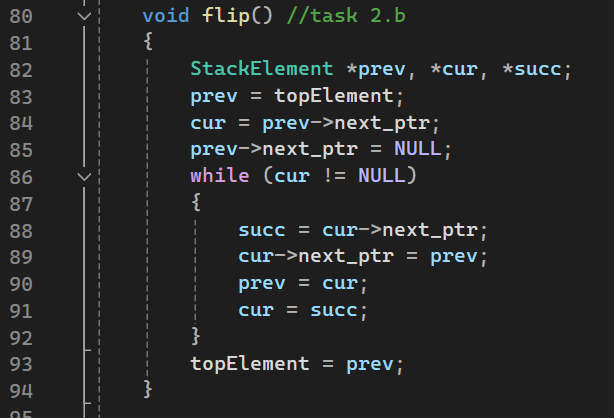 80 void flip() //task 2.b
81 {
82 StackElement *prev, *cur, *succ;
83 prev = topElement;
84 cur = prev->next_ptr;
85 prev->next_ptr = NULL;
86 while (cur != NULL)
87 {
88 succ = cur->next_ptr;
89 cur->next_ptr = prev;
90 prev = cur;
91 cur = succ;
92 }
93 topElement = prev;
94 }